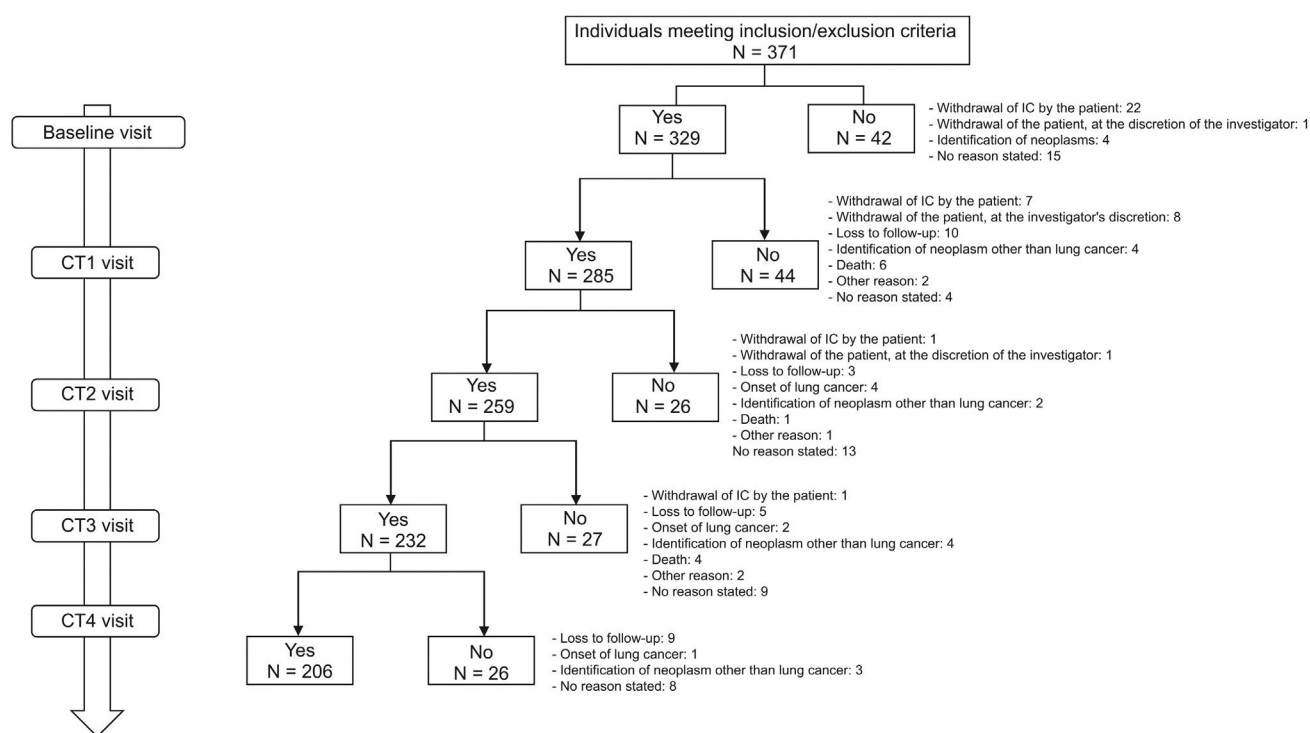 Individuals meeting inclusion/exclusion criteria
N = 371
Baseline visit
Yes
N = 329
No
N = 42
- Withdrawal of IC by the patient: 22
- Withdrawal of the patient, at the discretion of the investigator: 1
- Identification of neoplasms: 4
- No reason stated: 15
CT1 visit
Yes
N = 285
No
N = 44
- Withdrawal of IC by the patient: 7
- Withdrawal of the patient, at the investigator's discretion: 8
- Loss to follow-up: 10
- Identification of neoplasm other than lung cancer: 4
- Death: 6
- Other reason: 2
- No reason stated: 4
CT2 visit
Yes
N = 259
No
N = 26
- Withdrawal of IC by the patient: 1
- Withdrawal of the patient, at the discretion of the investigator: 1
- Loss to follow-up: 3
- Onset of lung cancer: 4
- Identification of neoplasm other than lung cancer: 2
- Death: 1
- Other reason: 1
No reason stated: 13
CT3 visit
Yes
N = 232
No
N = 27
- Withdrawal of IC by the patient: 1
- Loss to follow-up: 5
- Onset of lung cancer: 2
- Identification of neoplasm other than lung cancer: 4
- Death: 4
- Other reason: 2
- No reason stated: 9
CT4 visit
Yes
N = 206
No
N = 26
- Loss to follow-up: 9
- Onset of lung cancer: 1
- Identification of neoplasm other than lung cancer: 3
- No reason stated: 8